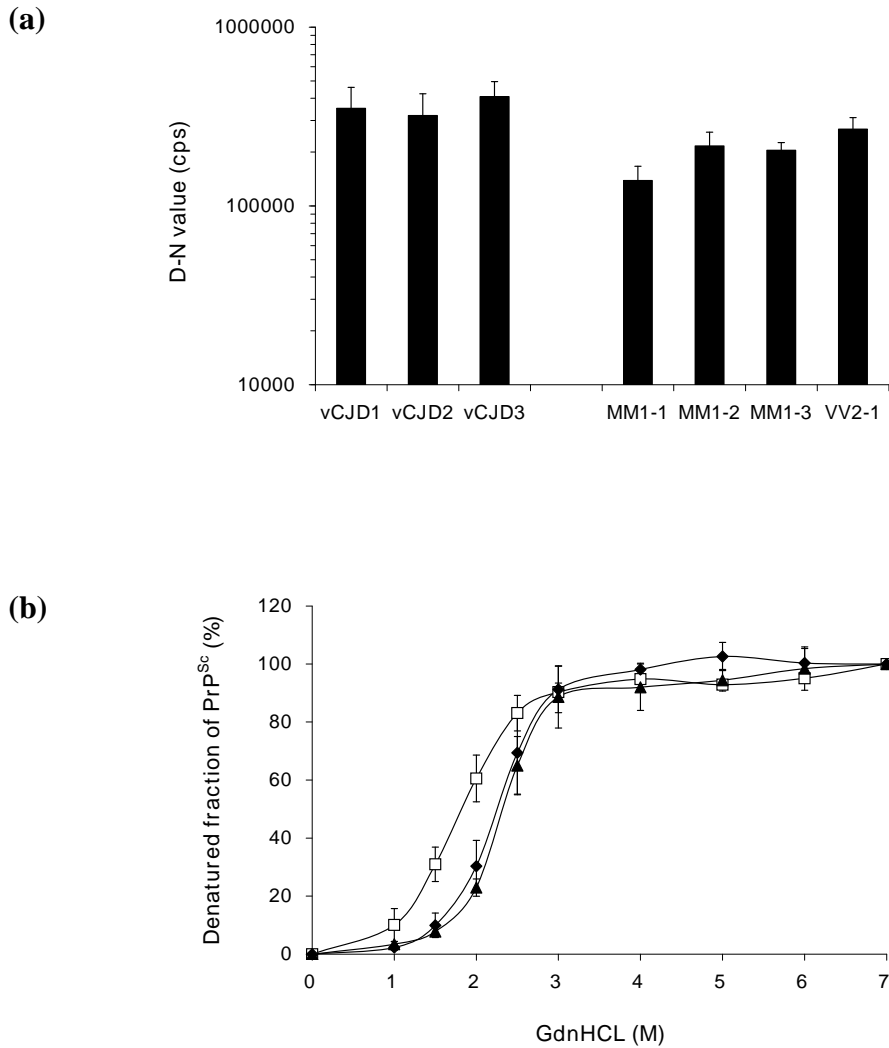 (a)
D-N value (cps)
1000000
100000
10000
vCJD1 vCJD2 vCJD3 MM1-1 MM1-2 MM1-3 VV2-1
(b)
Denatured fraction of PrP^Sc (%)
120
100
80
60
40
20
0
0 1 2 3 4 5 6 7
GdnHCL (M)